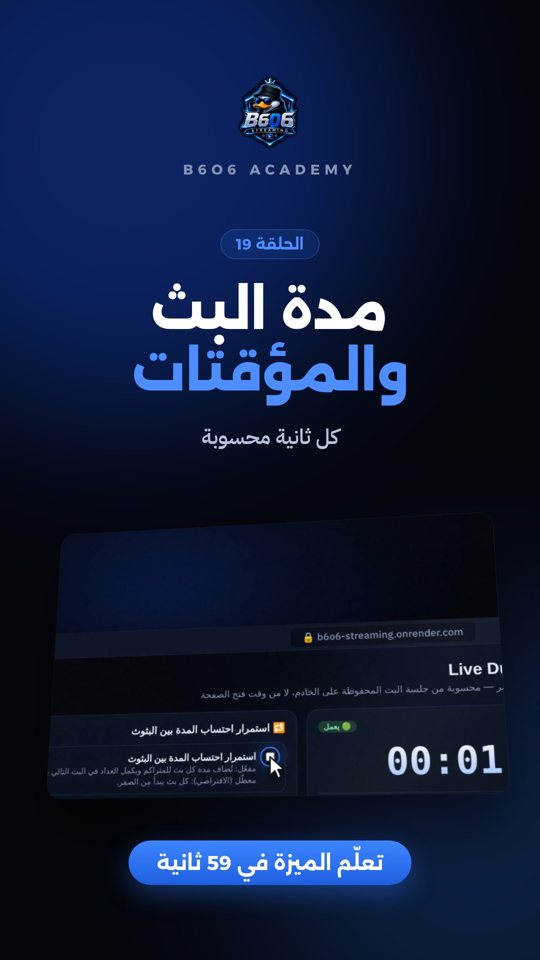 B6O6
STREAMING
B6O6 ACADEMY
الحلقة 19
مدة البث
والمؤقتات
كل ثانية محسوبة
b6o6-streaming.onrender.com
Live Du
— محسوبة من جلسة البث المحفوظة على الخادم، لا من وقت فتح الصفحة
يعمل
00:01
استمرار احتساب المدة بين البثوث
استمرار احتساب المدة بين البثوث
مفعّل: تُضاف مدة كل بث للمتراكم ويكمل العداد في البث التالي
معطّل (الافتراضي): كل بث يبدأ من الصفر.
تعلّم الميزة في 59 ثانية